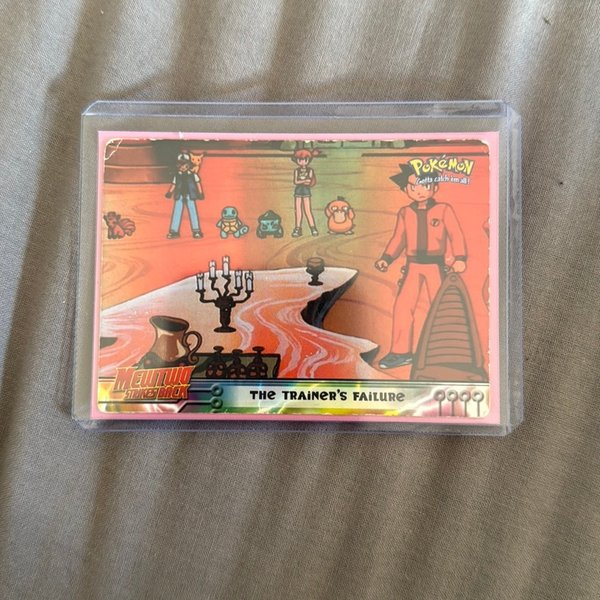 POKéMON
Gotta catch 'em all!
MEWTWO
STRIKES BACK
THE TRAINER'S FAILURE